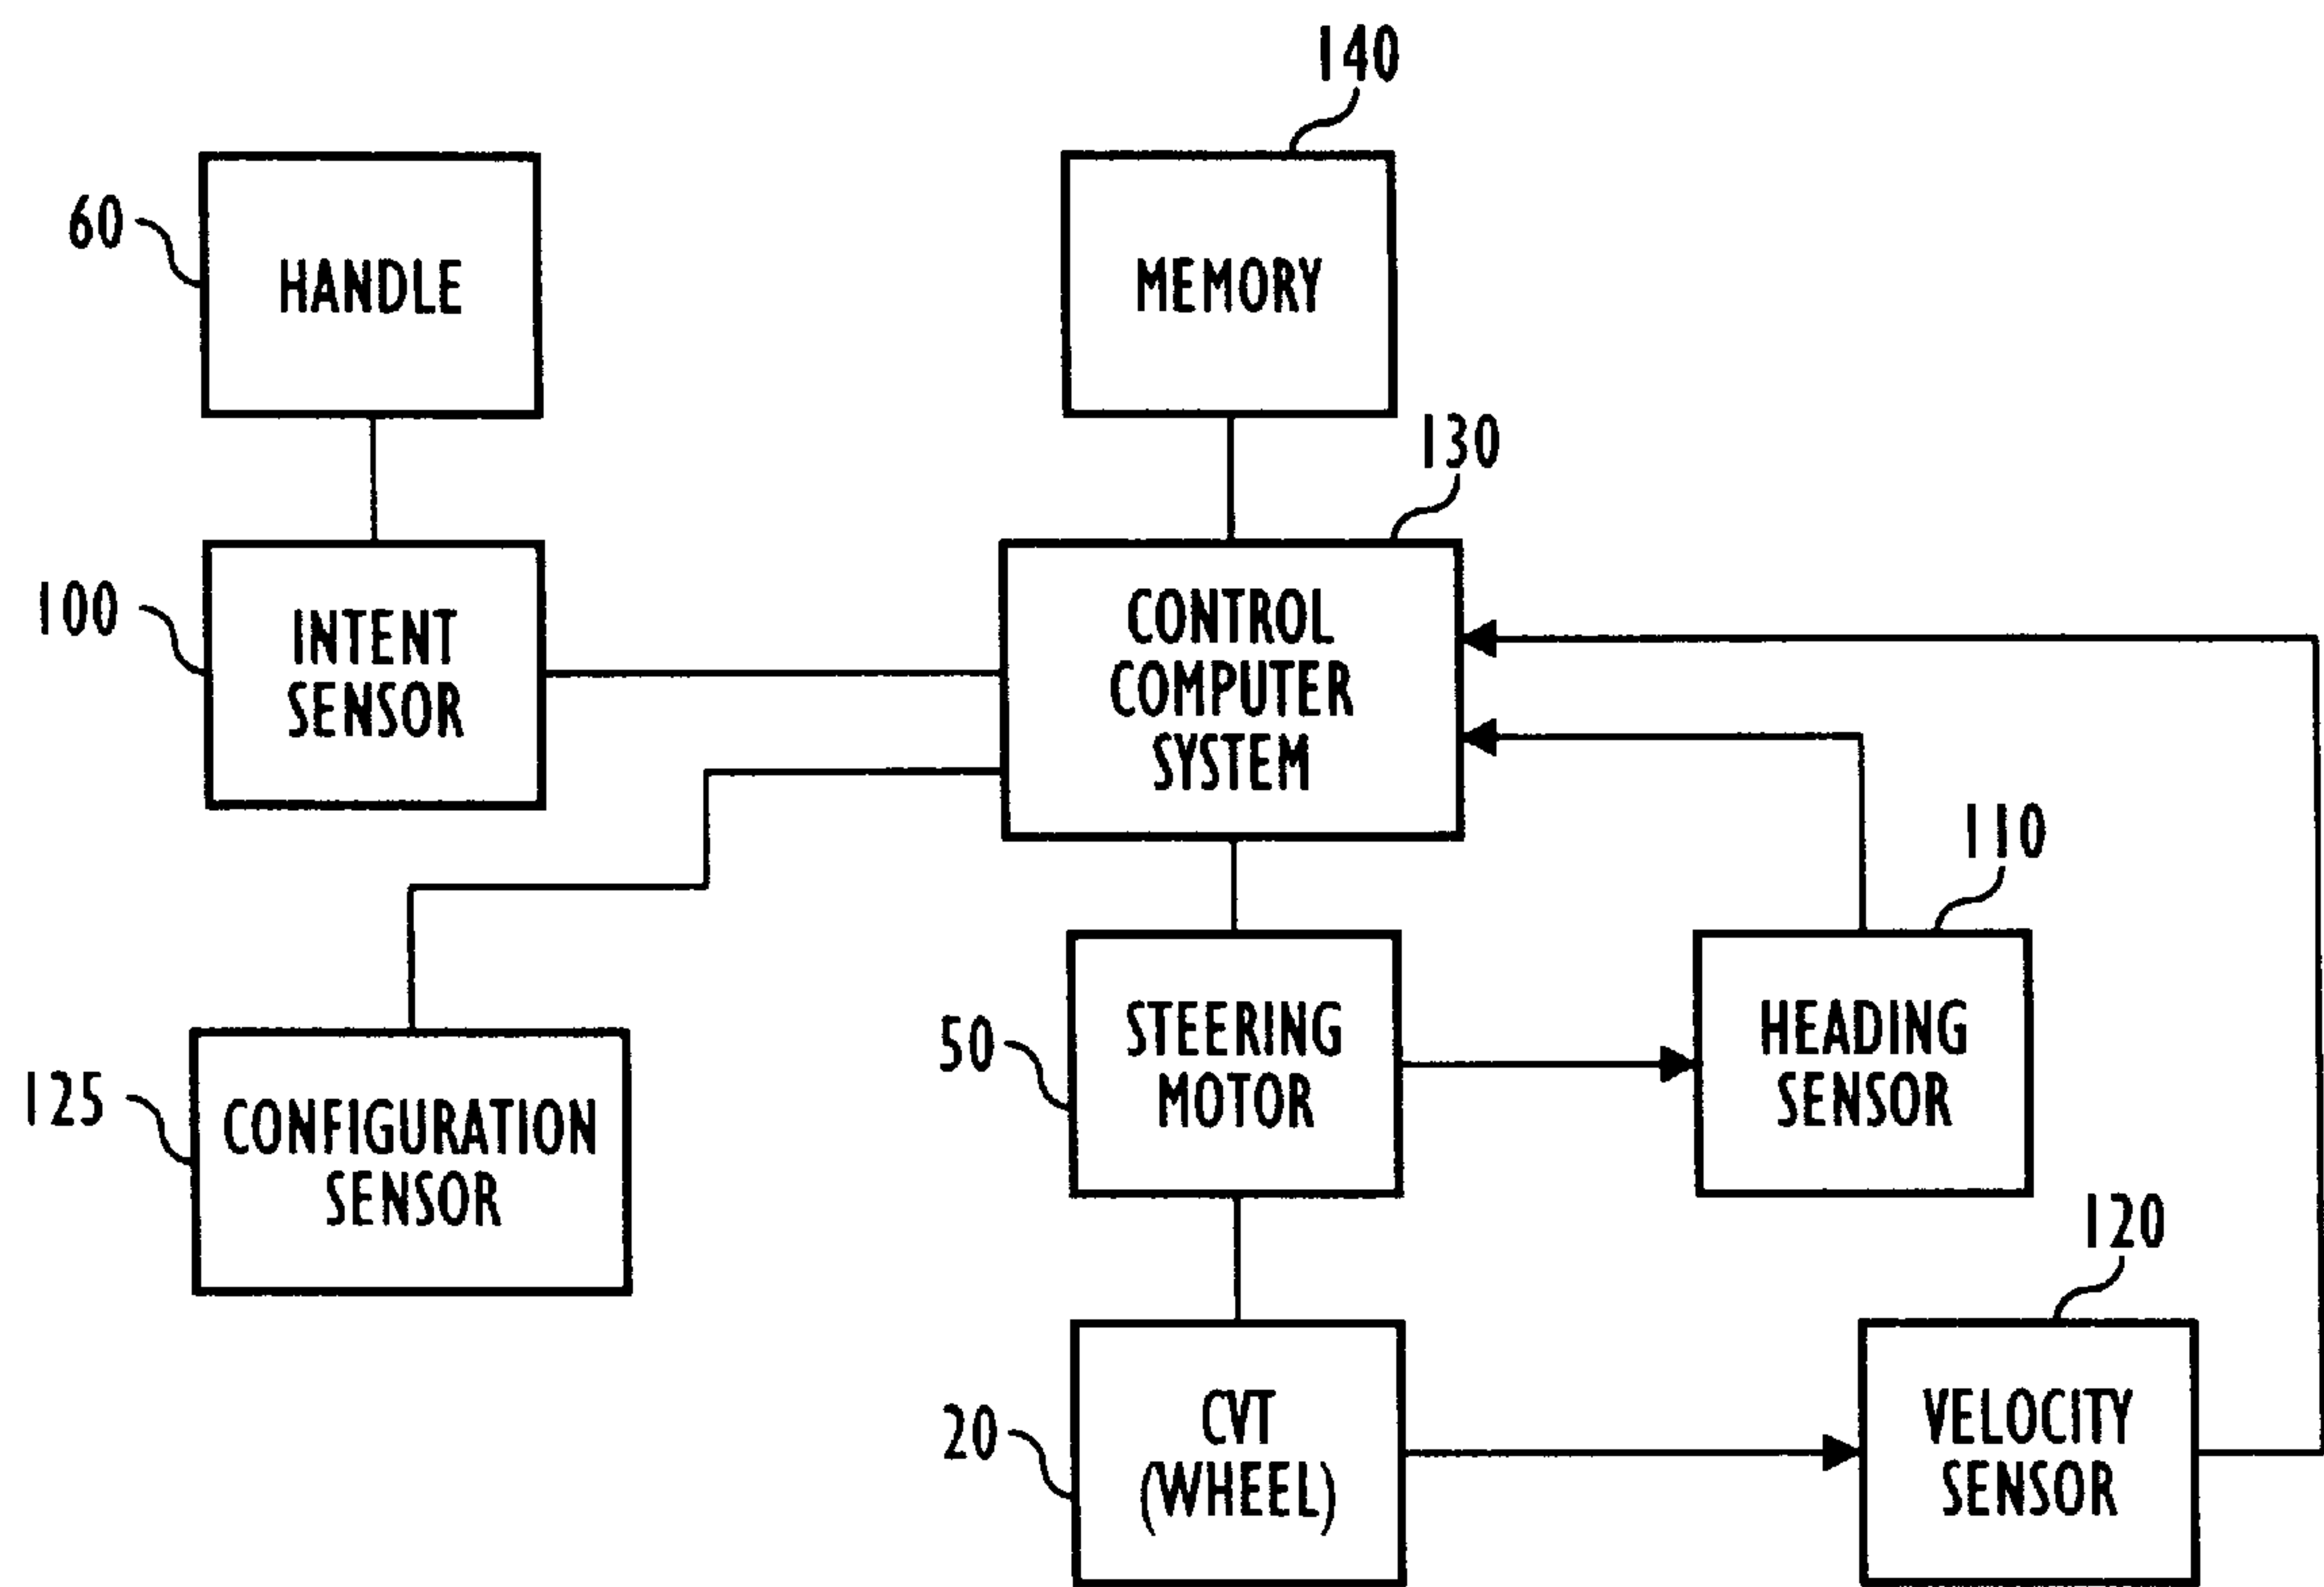 140
60
HANDLE
MEMORY
130
100
INTENT
SENSOR
CONTROL
COMPUTER
SYSTEM
110
125
CONFIGURATION
SENSOR
50
STEERING
MOTOR
HEADING
SENSOR
120
20
CVT
(WHEEL)
VELOCITY
SENSOR